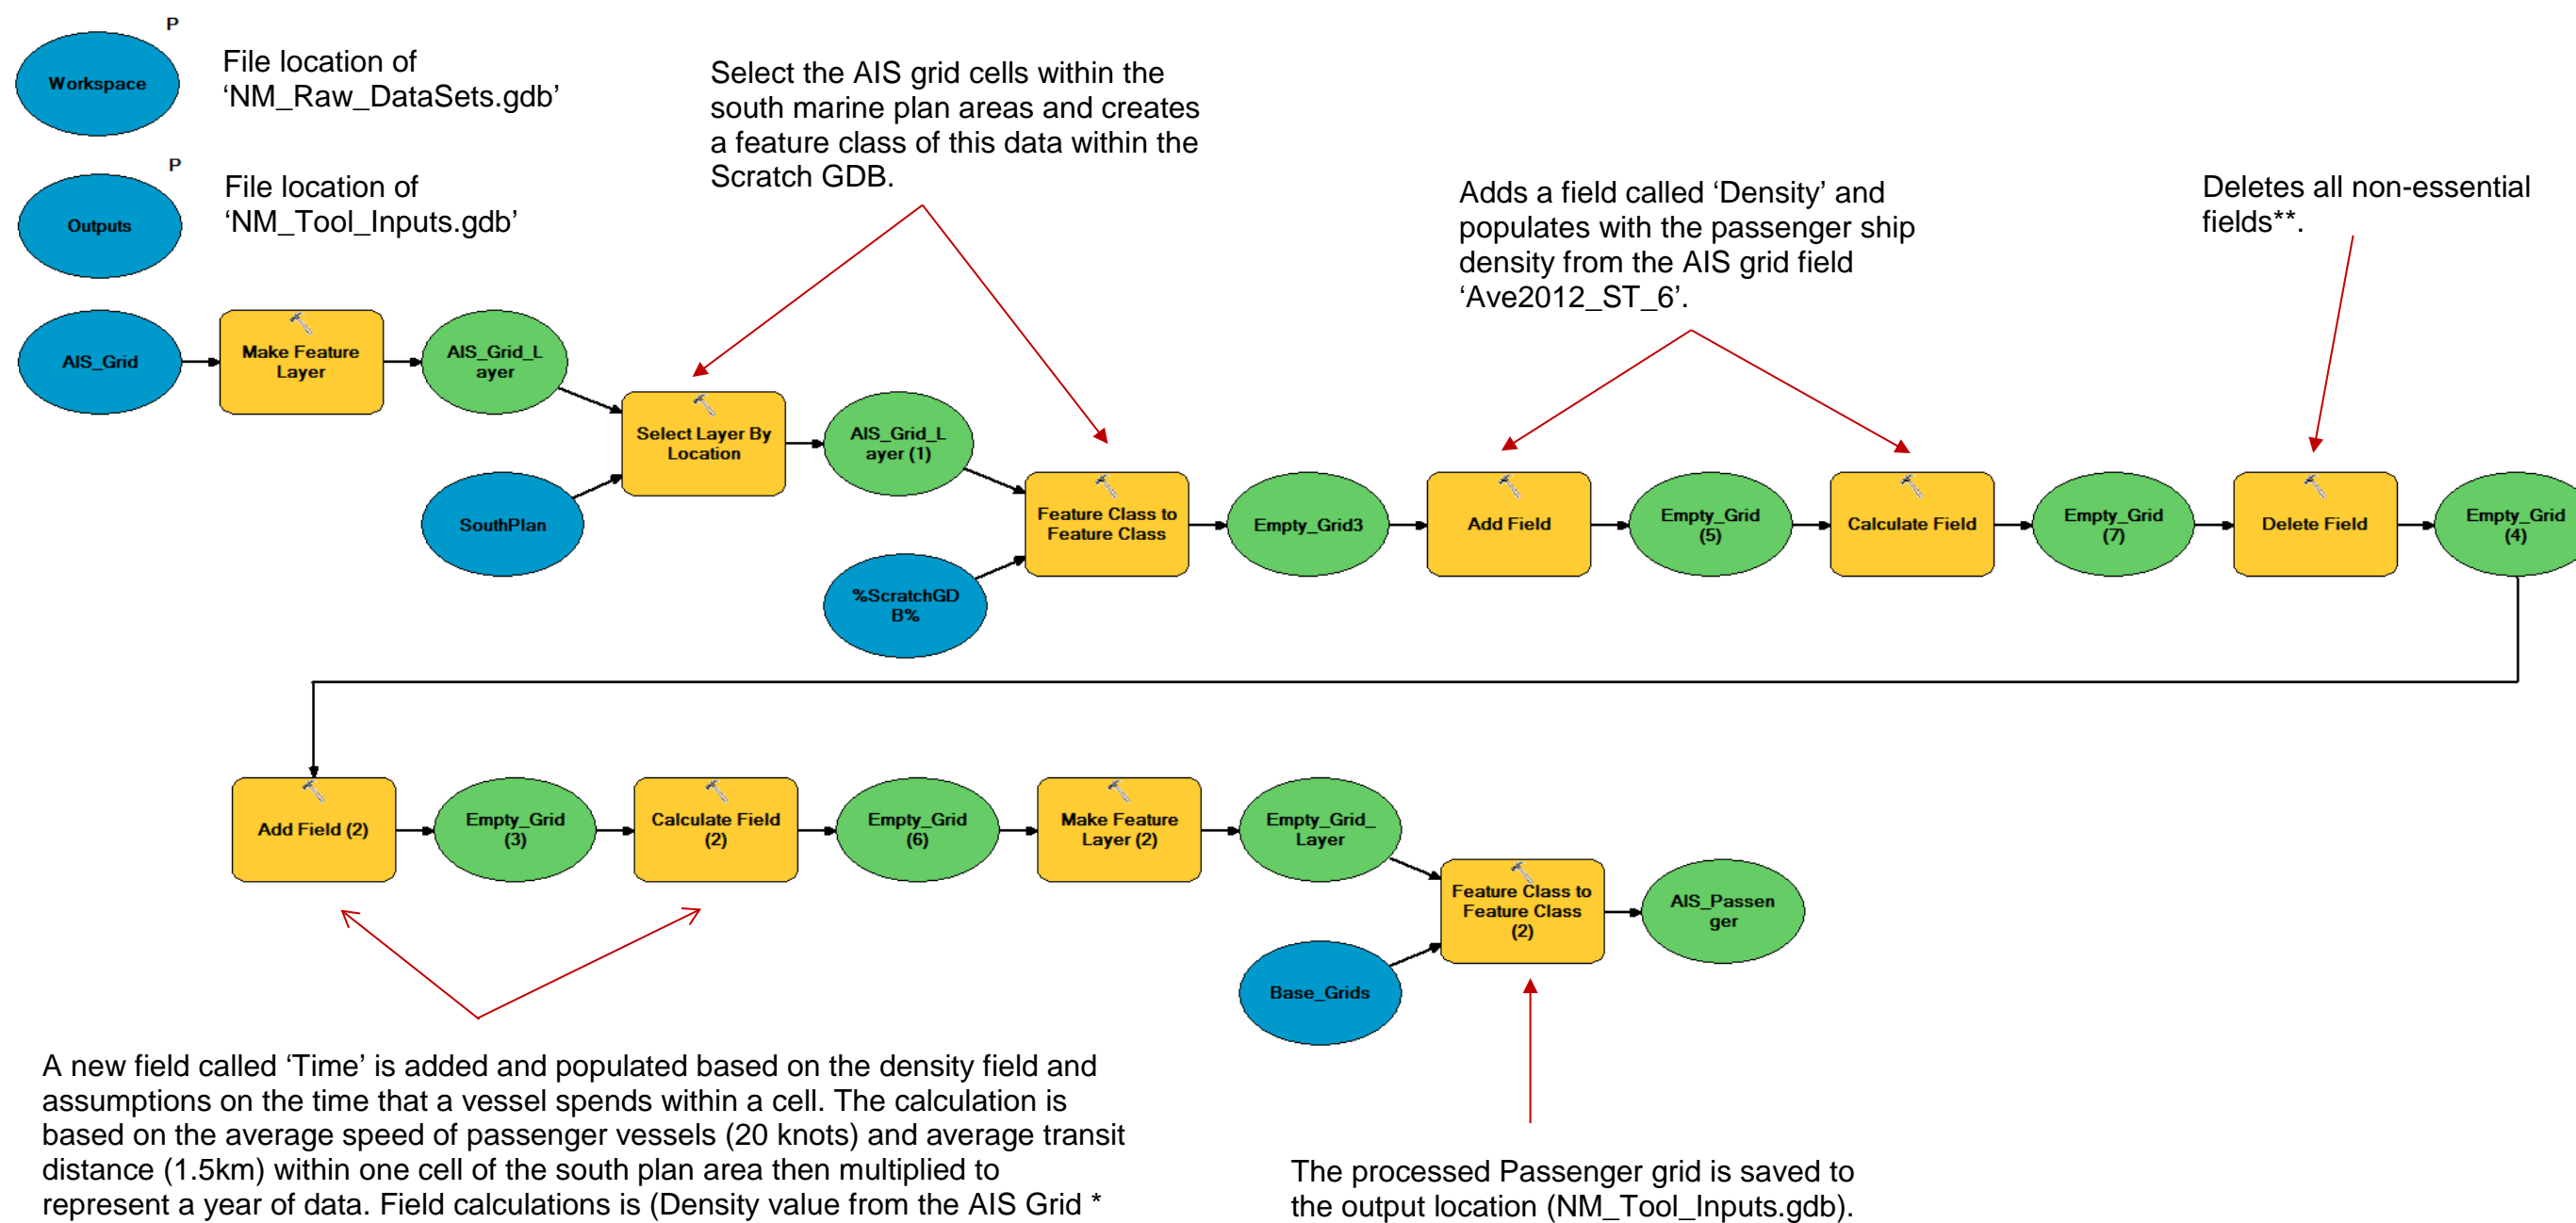 P
Workspace
File location of
‘NM_Raw_DataSets.gdb’
P
Outputs
File location of
‘NM_Tool_Inputs.gdb’
Select the AIS grid cells within the
south marine plan areas and creates
a feature class of this data within the
Scratch GDB.
Adds a field called ‘Density’ and
populates with the passenger ship
density from the AIS grid field
‘Ave2012_ST_6’.
Deletes all non-essential
fields**.
AIS_Grid
Make Feature
Layer
AIS_Grid_L
ayer
SouthPlan
Select Layer By
Location
AIS_Grid_L
ayer (1)
%ScratchGD
B%
Feature Class to
Feature Class
Empty_Grid3
Add Field
Empty_Grid
(5)
Calculate Field
Empty_Grid
(7)
Delete Field
Empty_Grid
(4)
Add Field (2)
Empty_Grid
(3)
Calculate Field
(2)
Empty_Grid
(6)
Make Feature
Layer (2)
Empty_Grid_
Layer
Base_Grids
Feature Class to
Feature Class
(2)
AIS_Passen
ger
A new field called ‘Time’ is added and populated based on the density field and
assumptions on the time that a vessel spends within a cell. The calculation is
based on the average speed of passenger vessels (20 knots) and average transit
distance (1.5km) within one cell of the south plan area then multiplied to
represent a year of data. Field calculations is (Density value from the AIS Grid *
The processed Passenger grid is saved to
the output location (NM_Tool_Inputs.gdb).